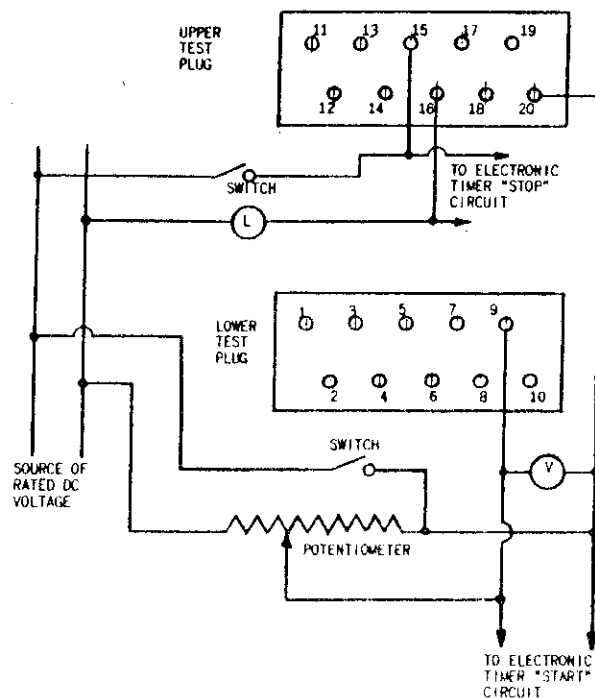 UPPER
TEST
PLUG
11 13 15 17 19
12 14 16 18 20
SWITCH
TO ELECTRONIC
TIMER "STOP"
CIRCUIT
L
LOWER
TEST
PLUG
1 3 5 7 9
2 4 6 8 10
SWITCH
V
SOURCE OF
RATED DC
VOLTAGE
POTENTIOMETER
TO ELECTRONIC
TIMER "START"
CIRCUIT